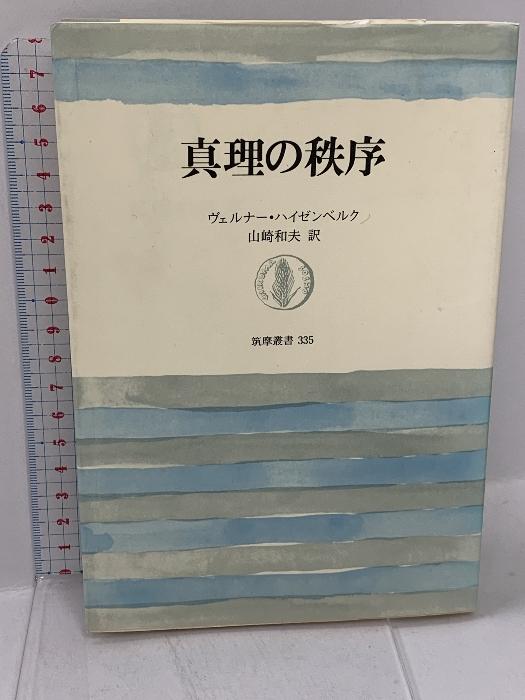 真理の秩序
ヴェルナー・ハイゼンベルク
山崎和夫 訳
筑摩叢書 335